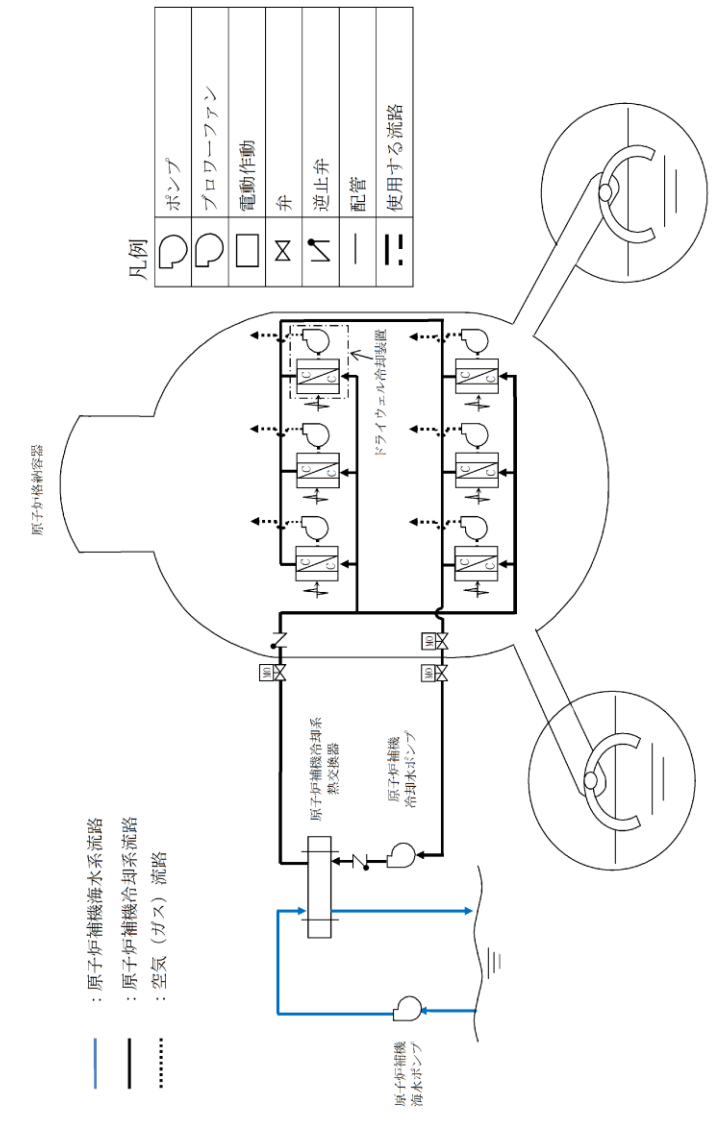 原子炉格納容器
凡例
ポンプ
ブロワーファン
電動作動
弁
逆止弁
配管
使用する流路
C
C
C
C
C
C
ドライウェル冷却装置
C
C
C
C
C
C
MO
MO
MO
原子炉補機冷却系
熱交換器
原子炉補機
冷却水ポンプ
原子炉補機
海水ポンプ
：原子炉補機海水系流路
：原子炉補機冷却系流路
：空気（ガス）流路